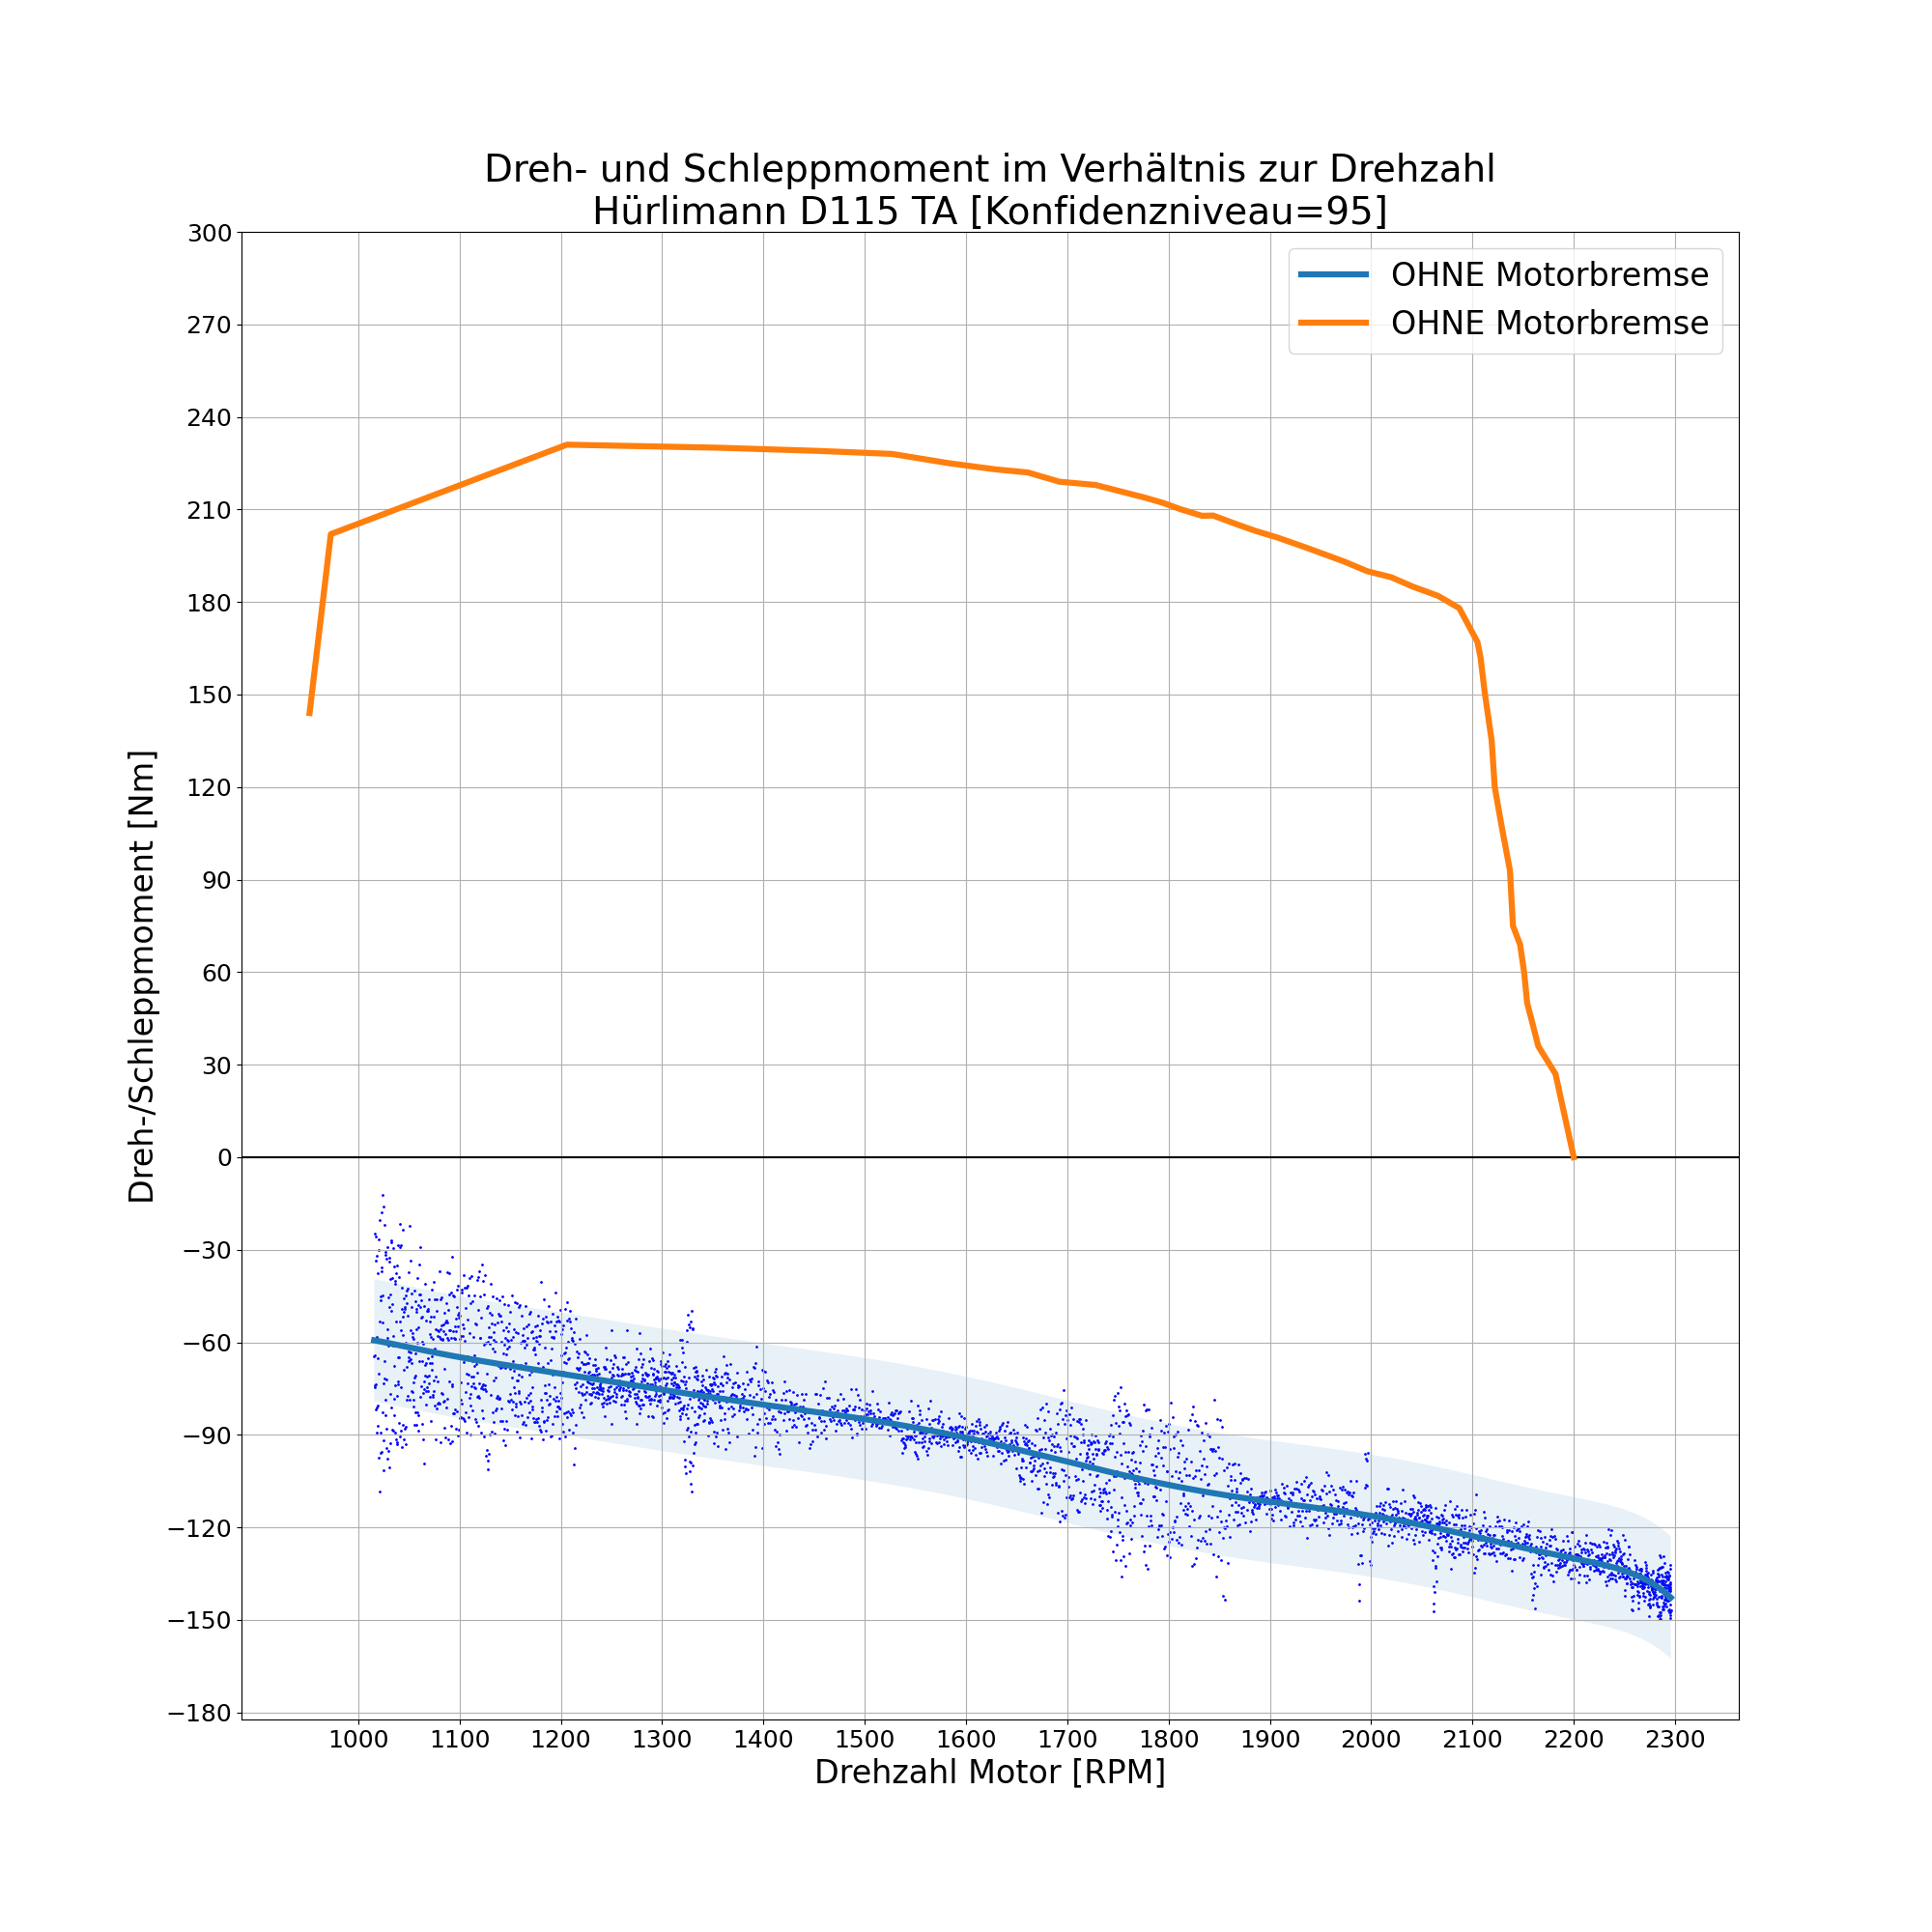 Dreh- und Schleppmoment im Verhältnis zur Drehzahl
Hürlimann D115 TA [Konfidenzniveau=95]
OHNE Motorbremse
OHNE Motorbremse
Dreh-/Schleppmoment [Nm]
300
270
240
210
180
150
120
90
60
30
0
−30
−60
−90
−120
−150
−180
1000 1100 1200 1300 1400 1500 1600 1700 1800 1900 2000 2100 2200 2300
Drehzahl Motor [RPM]